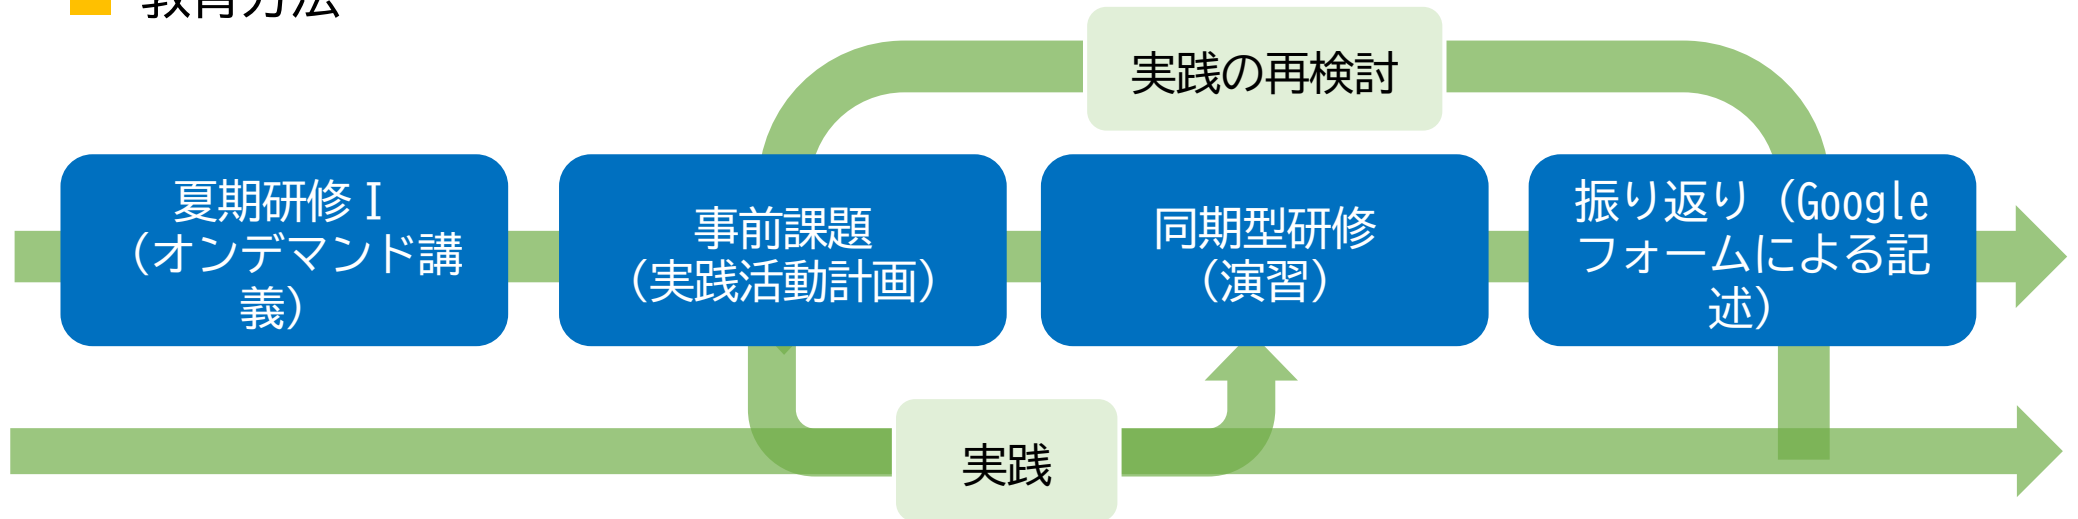 教育方法
実践の再検討
夏期研修Ⅰ
（オンデマンド講
義）
事前課題
（実践活動計画）
同期型研修
（演習）
振り返り（Google
フォームによる記
述）
実践